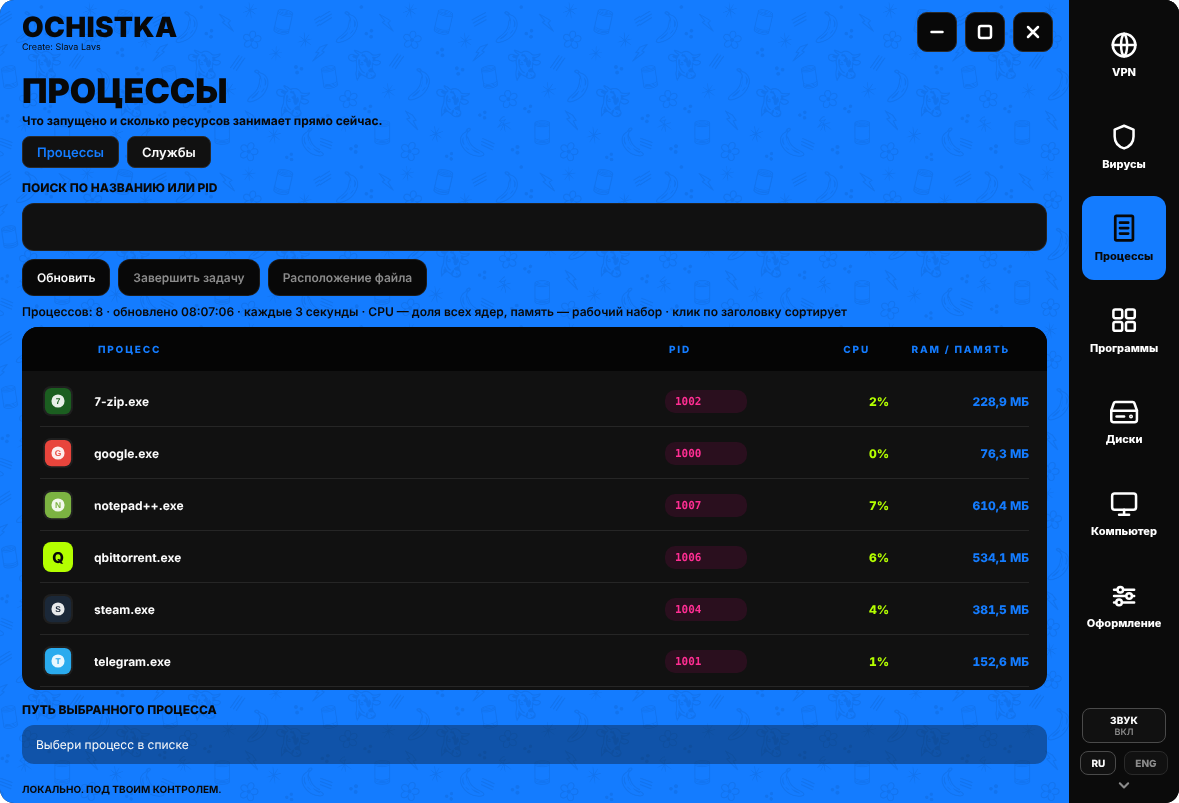 OCHISTKA
Create: Slava Lavs
ПРОЦЕССЫ
Что запущено и сколько ресурсов занимает прямо сейчас.
Процессы
Службы
ПОИСК ПО НАЗВАНИЮ ИЛИ PID
Обновить
Завершить задачу
Расположение файла
Процессов: 8 · обновлено 08:07:06 · каждые 3 секунды · CPU — доля всех ядер, память — рабочий набор · клик по заголовку сортирует
ПРОЦЕСС PID CPU RAM / ПАМЯТЬ
7 7-zip.exe 1002 2% 228,9 МБ
G google.exe 1000 0% 76,3 МБ
N notepad++.exe 1007 7% 610,4 МБ
Q qbittorrent.exe 1006 6% 534,1 МБ
S steam.exe 1004 4% 381,5 МБ
T telegram.exe 1001 1% 152,6 МБ
ПУТЬ ВЫБРАННОГО ПРОЦЕССА
Выбери процесс в списке
ЛОКАЛЬНО. ПОД ТВОИМ КОНТРОЛЕМ.
VPN
Вирусы
Процессы
Программы
Диски
Компьютер
Оформление
ЗВУК
ВКЛ
RU
ENG